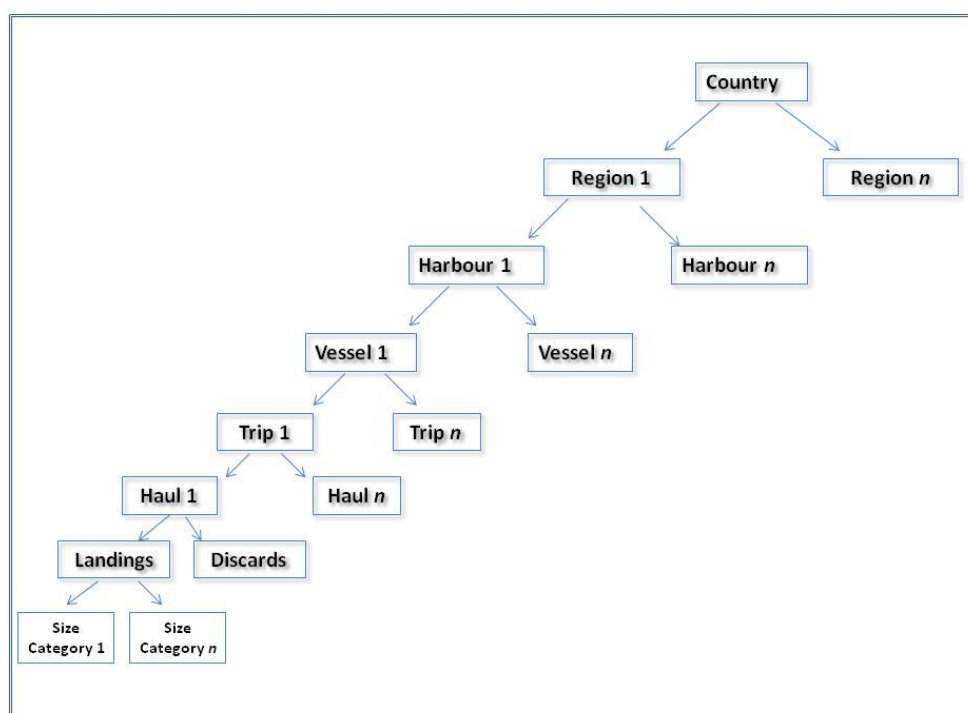 Country
Region 1
Region n
Harbour 1
Harbour n
Vessel 1
Vessel n
Trip 1
Trip n
Haul 1
Haul n
Landings
Discards
Size
Category 1
Size
Category n